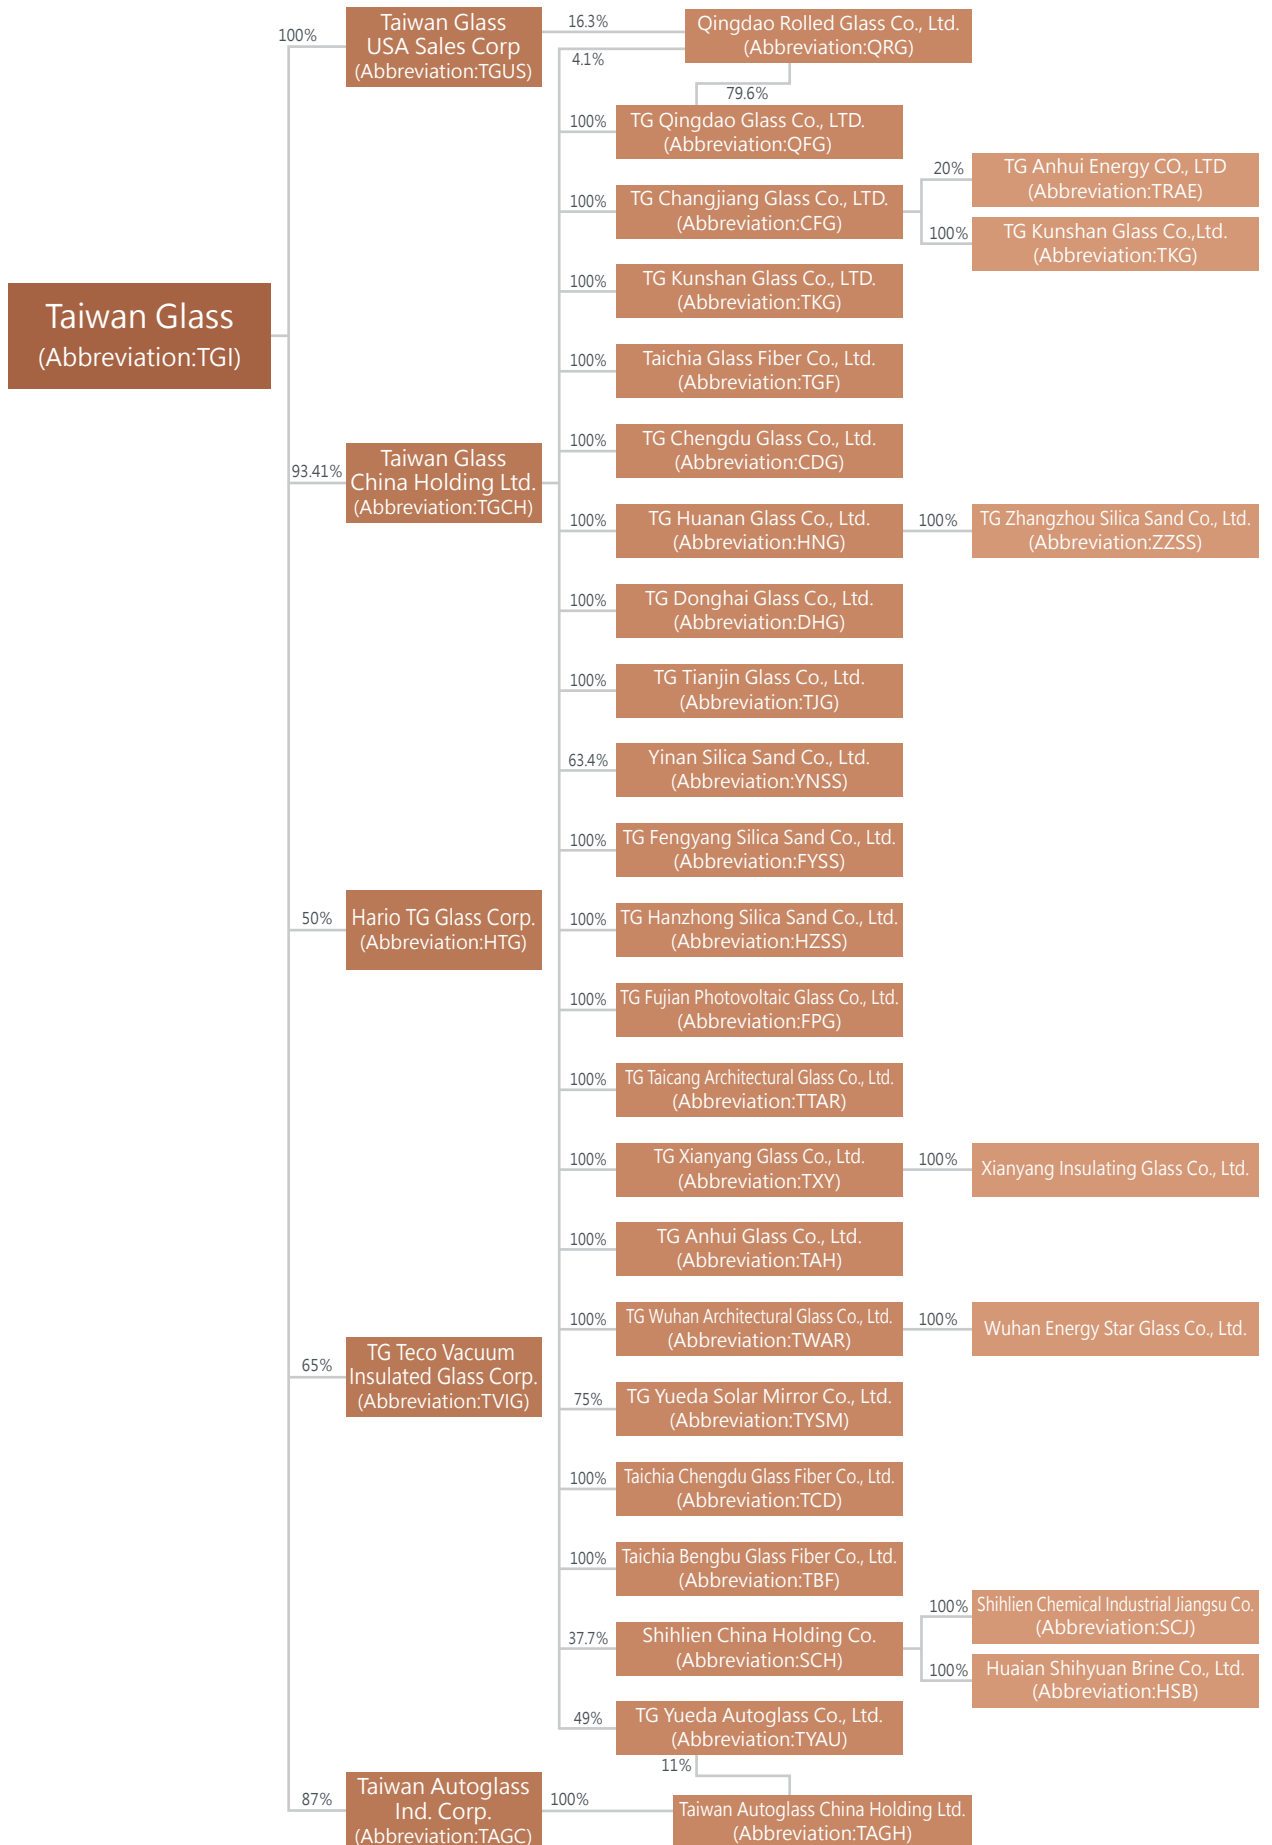 Taiwan Glass
(Abbreviation:TGI)
100%
Taiwan Glass
USA Sales Corp
(Abbreviation:TGUS)
16.3%
4.1%
Qingdao Rolled Glass Co., Ltd.
(Abbreviation:QRG)
79.6%
100%
TG Qingdao Glass Co., LTD.
(Abbreviation:QFG)
100%
TG Changjiang Glass Co., LTD.
(Abbreviation:CFG)
20%
TG Anhui Energy CO., LTD
(Abbreviation:TRAE)
100%
TG Kunshan Glass Co.,Ltd.
(Abbreviation:TKG)
100%
TG Kunshan Glass Co., LTD.
(Abbreviation:TKG)
100%
Taichia Glass Fiber Co., Ltd.
(Abbreviation:TGF)
93.41%
Taiwan Glass
China Holding Ltd.
(Abbreviation:TGCH)
100%
TG Chengdu Glass Co., Ltd.
(Abbreviation:CDG)
100%
TG Huanan Glass Co., Ltd.
(Abbreviation:HNG)
100%
TG Zhangzhou Silica Sand Co., Ltd.
(Abbreviation:ZZSS)
100%
TG Donghai Glass Co., Ltd.
(Abbreviation:DHG)
100%
TG Tianjin Glass Co., Ltd.
(Abbreviation:TJG)
63.4%
Yinan Silica Sand Co., Ltd.
(Abbreviation:YNSS)
100%
TG Fengyang Silica Sand Co., Ltd.
(Abbreviation:FYSS)
50%
Hario TG Glass Corp.
(Abbreviation:HTG)
100%
TG Hanzhong Silica Sand Co., Ltd.
(Abbreviation:HZSS)
100%
TG Fujian Photovoltaic Glass Co., Ltd.
(Abbreviation:FPG)
100%
TG Taicang Architectural Glass Co., Ltd.
(Abbreviation:TTAR)
100%
TG Xianyang Glass Co., Ltd.
(Abbreviation:TXY)
100%
Xianyang Insulating Glass Co., Ltd.
100%
TG Anhui Glass Co., Ltd.
(Abbreviation:TAH)
100%
TG Wuhan Architectural Glass Co., Ltd.
(Abbreviation:TWAR)
100%
Wuhan Energy Star Glass Co., Ltd.
65%
TG Teco Vacuum
Insulated Glass Corp.
(Abbreviation:TVIG)
75%
TG Yueda Solar Mirror Co., Ltd.
(Abbreviation:TYSM)
100%
Taichia Chengdu Glass Fiber Co., Ltd.
(Abbreviation:TCD)
100%
Taichia Bengbu Glass Fiber Co., Ltd.
(Abbreviation:TBF)
37.7%
Shihlien China Holding Co.
(Abbreviation:SCH)
100%
Shihlien Chemical Industrial Jiangsu Co.
(Abbreviation:SCJ)
100%
Huaian Shihyuan Brine Co., Ltd.
(Abbreviation:HSB)
49%
TG Yueda Autoglass Co., Ltd.
(Abbreviation:TYAU)
11%
87%
Taiwan Autoglass
Ind. Corp.
(Abbreviation:TAGC)
100%
Taiwan Autoglass China Holding Ltd.
(Abbreviation:TAGH)